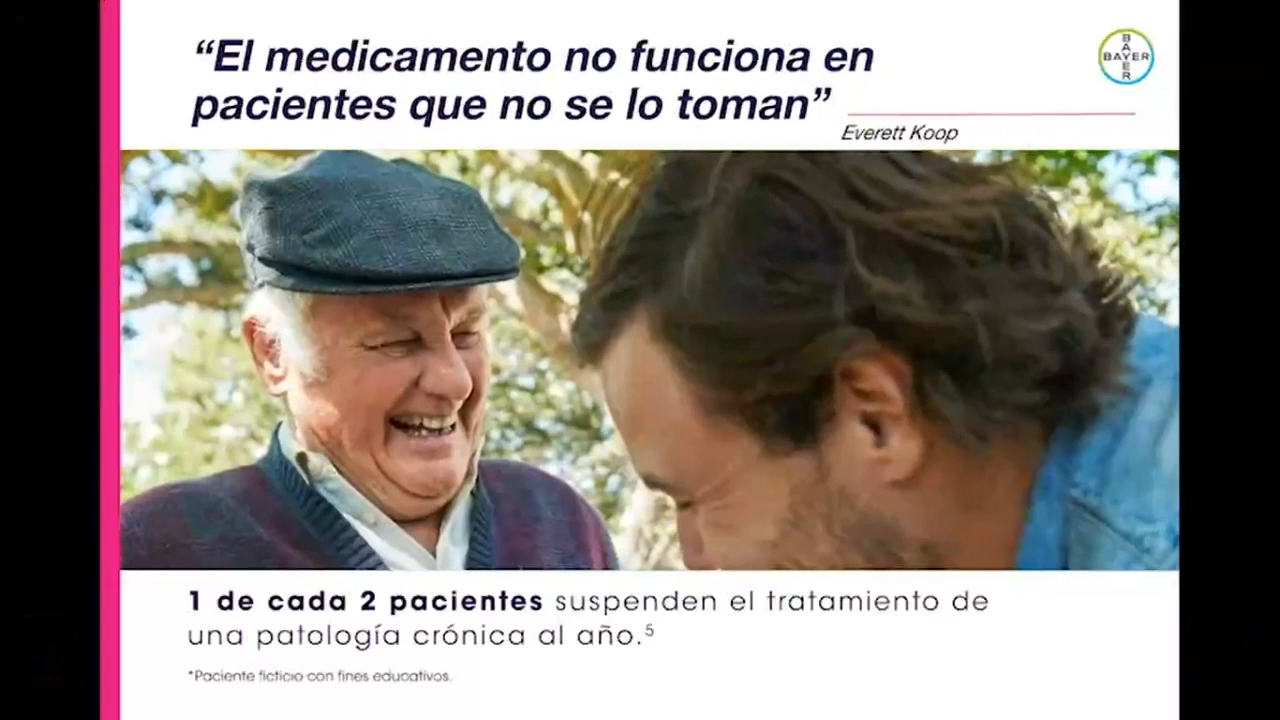 “El medicamento no funciona en
pacientes que no se lo toman”
Everett Koop
BAYER
BAYER
1 de cada 2 pacientes suspenden el tratamiento de
una patología crónica al año.⁵
*Paciente ficticio con fines educativos.